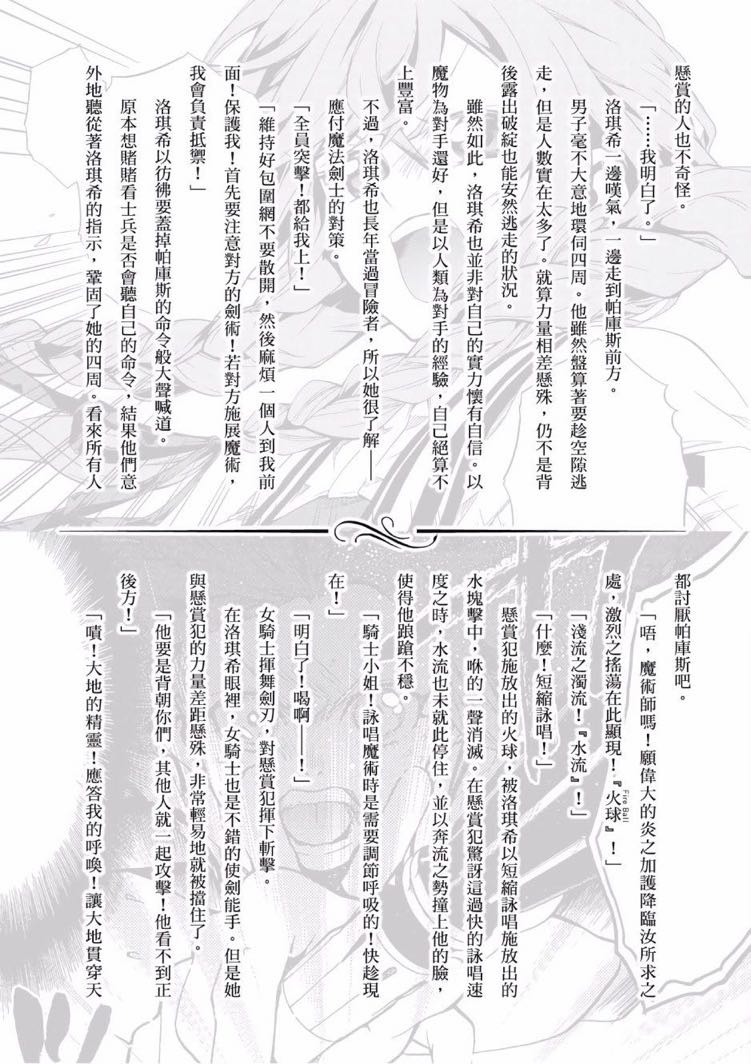 懸賞的人也不奇怪。
「……我明白了。」
洛琪希一邊嘆氣，一邊走到帕庫斯前方。
男子毫不大意地環伺四周。他雖然盤算著要趁空隙逃
走，但是人數實在太多了。就算力量相差懸殊，仍不是背
後露出破綻也能安然逃走的狀況。
雖然如此，洛琪希也並非對自己的實力懷有自信。以
魔物為對手還好，但是以人類為對手的經驗，自己絕算不
上豐富。
不過，洛琪希也長年當過冒險者，所以她很了解——
應付魔法劍士的對策。
「全員突擊！都給我上！」
「維持好包圍網不要散開，然後麻煩一個人到我前
面！保護我！首先要注意對方的劍術！若對方施展魔術，
我會負責抵禦！」
洛琪希以彷彿要蓋掉帕庫斯的命令般大聲喊道。
原本想賭賭看士兵是否會聽自己的命令，結果他們意
外地聽從著洛琪希的指示，鞏固了她的四周。看來所有人
都討厭帕庫斯吧。
「唔，魔術師嗎！願偉大的炎之加護降臨汝所求之
處，激烈之搖蕩在此顯現！『火球』！」
Fire Ball
「淺流之濁流！『水流』！」
「什麼！短縮詠唱！」
懸賞犯施放出的火球，被洛琪希以短縮詠唱施放出的
水塊擊中，咻的一聲消滅。在懸賞犯驚訝這過快的詠唱速
度之時，水流也未就此停住，並以奔流之勢撞上他的臉，
使得他踉蹌不穩。
「騎士小姐！詠唱魔術時是需要調節呼吸的！快趁現
在！」
「明白了！喝啊——！」
女騎士揮舞劍刃，對懸賞犯揮下斬擊。
在洛琪希眼裡，女騎士也是不錯的使劍能手。但是她
與懸賞犯的力量差距懸殊，非常輕易地就被擋住了。
「他要是背朝你們，其他人就一起攻擊！他看不到正
後方！」
「嘖！大地的精靈！應答我的呼喚！讓大地貫穿天